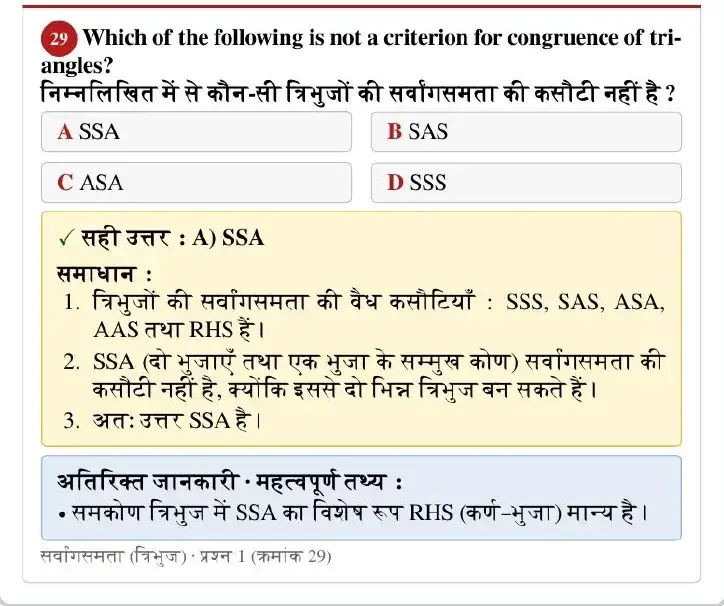 29 Which of the following is not a criterion for congruence of tri-
angles?
निम्नलिखित में से कौन-सी त्रिभुजों की सर्वांगसमता की कसौटी नहीं है ?
A SSA
B SAS
C ASA
D SSS
✓ सही उत्तर : A) SSA
समाधान :
1. त्रिभुजों की सर्वांगसमता की वैध कसौटियाँ : SSS, SAS, ASA,
AAS तथा RHS हैं।
2. SSA (दो भुजाएँ तथा एक भुजा के सम्मुख कोण) सर्वांगसमता की
कसौटी नहीं है, क्योंकि इससे दो भिन्न त्रिभुज बन सकते हैं।
3. अतः उत्तर SSA है।
अतिरिक्त जानकारी · महत्वपूर्ण तथ्य :
• समकोण त्रिभुज में SSA का विशेष रूप RHS (कर्ण–भुजा) मान्य है।
सर्वांगसमता (त्रिभुज) · प्रश्न 1 (क्रमांक 29)